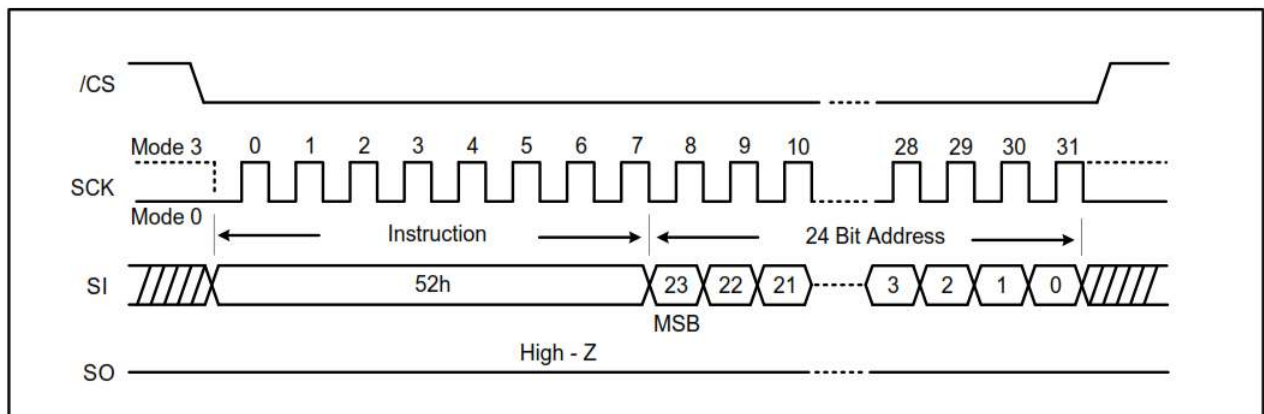 /CS
Mode 3 0 1 2 3 4 5 6 7 8 9 10 28 29 30 31
SCK
Mode 0
Instruction 24 Bit Address
SI 52h 23 22 21 3 2 1 0
MSB
High - Z
SO